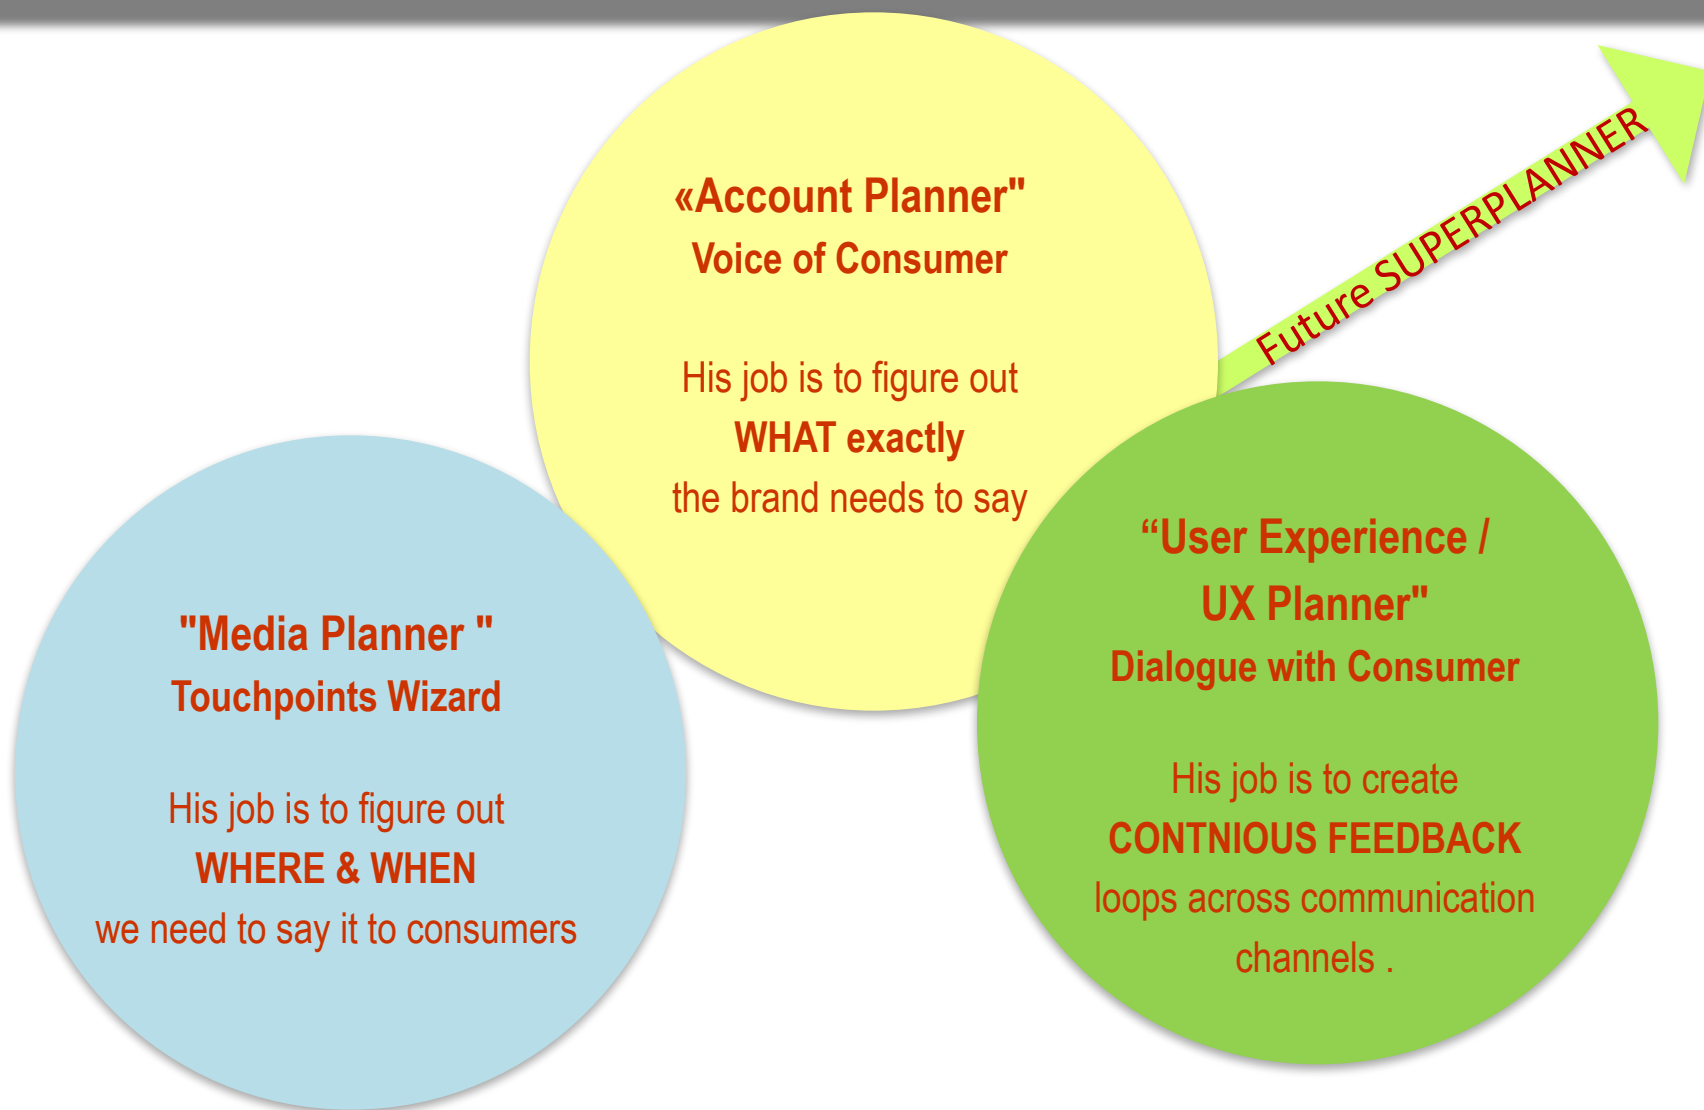 «Account Planner"
Voice of Consumer
His job is to figure out
WHAT exactly
the brand needs to say
Future SUPERPLANNER
"Media Planner "
Touchpoints Wizard
His job is to figure out
WHERE & WHEN
we need to say it to consumers
“User Experience /
UX Planner"
Dialogue with Consumer
His job is to create
CONTNIOUS FEEDBACK
loops across communication
channels .